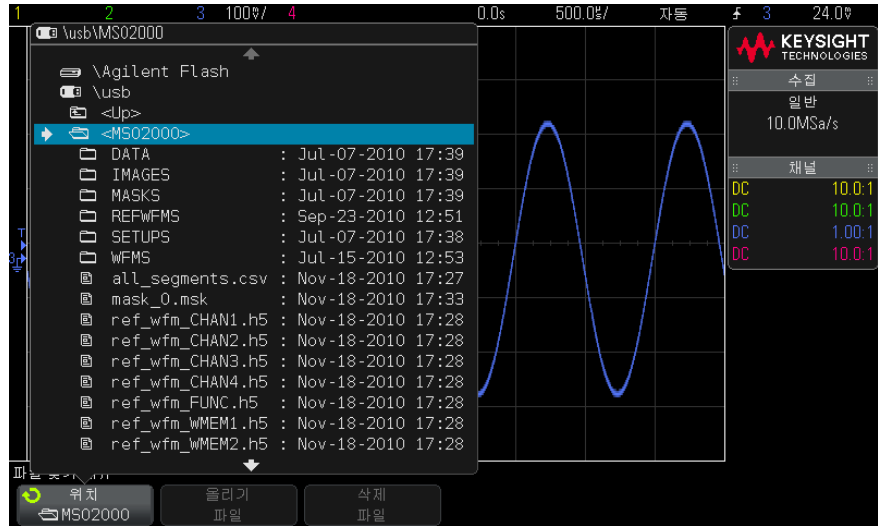 1 2 3 100♉/ 4 0.0s 500.0㎲/ 자동 3 24.0♉
\usb\MSO2000
\Agilent Flash
\usb
<Up>
<MSO2000>
DATA : Jul-07-2010 17:39
IMAGES : Jul-07-2010 17:39
MASKS : Jul-07-2010 17:39
REFWFMS : Sep-23-2010 12:51
SETUPS : Jul-07-2010 17:38
WFMS : Jul-15-2010 12:53
all_segments.csv : Nov-18-2010 17:27
mask_0.msk : Nov-18-2010 17:33
ref_wfm_CHAN1.h5 : Nov-18-2010 17:28
ref_wfm_CHAN2.h5 : Nov-18-2010 17:28
ref_wfm_CHAN3.h5 : Nov-18-2010 17:28
ref_wfm_CHAN4.h5 : Nov-18-2010 17:28
ref_wfm_FUNC.h5 : Nov-18-2010 17:28
ref_wfm_WMEM1.h5 : Nov-18-2010 17:28
ref_wfm_WMEM2.h5 : Nov-18-2010 17:28
KEYSIGHT
TECHNOLOGIES
수집
일반
10.0MSa/s
채널
DC 10.0:1
DC 10.0:1
DC 1.00:1
DC 10.0:1
T
3
위치
MSO2000
올리기
파일
삭제
파일